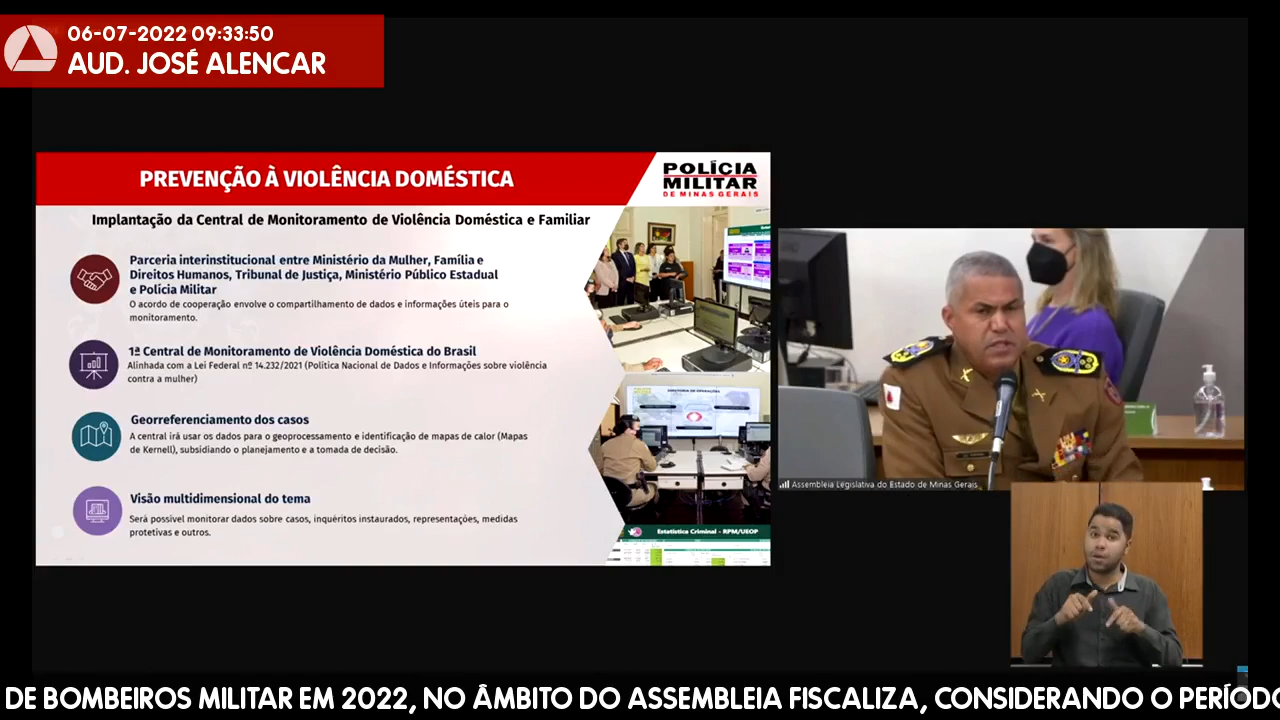 06-07-2022 09:33:50
AUD. JOSÉ ALENCAR
PREVENÇÃO À VIOLÊNCIA DOMÉSTICA
POLÍCIA
MILITAR
DE MINAS GERAIS
Implantação da Central de Monitoramento de Violência Doméstica e Familiar
Parceria interinstitucional entre Ministério da Mulher, Família e
Direitos Humanos, Tribunal de Justiça, Ministério Público Estadual
e Polícia Militar
O acordo de cooperação envolve o compartilhamento de dados e informações úteis para o
monitoramento.
1ª Central de Monitoramento de Violência Doméstica do Brasil
Alinhada com a Lei Federal nº 14.232/2021 (Política Nacional de Dados e Informações sobre violência
contra a mulher)
Georreferenciamento dos casos
A central irá usar os dados para o geoprocessamento e identificação de mapas de calor (Mapas
de Kernell), subsidiando o planejamento e a tomada de decisão.
Visão multidimensional do tema
Será possível monitorar dados sobre casos, inquéritos instaurados, representações, medidas
protetivas e outros.
DIRETORIA DE OPERAÇÕES
Estatística Criminal - RPM/UEOP
Assembleia Legislativa do Estado de Minas Gerais
DE BOMBEIROS MILITAR EM 2022, NO ÂMBITO DO ASSEMBLEIA FISCALIZA, CONSIDERANDO O PERÍODO